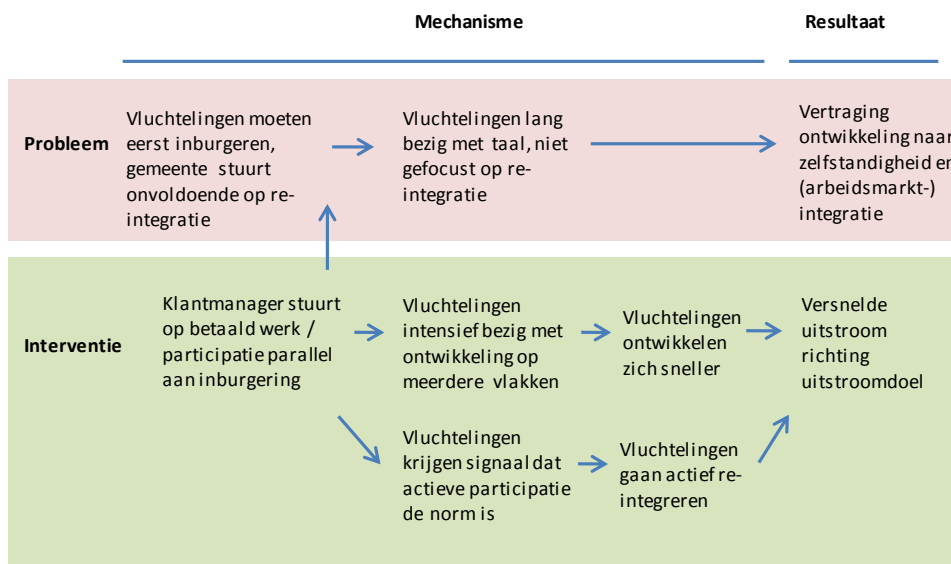 Mechanisme
Resultaat
Probleem
Vluchtelingen moeten
eerst inburgeren,
gemeente stuurt
onvoldoende op re-
integratie
Vluchtelingen lang
bezig met taal, niet
gefocust op re-
integratie
Vertraging
ontwikkeling naar
zelfstandigheid en
(arbeidsmarkt-)
integratie
Interventie
Klantmanager stuurt
op betaald werk /
participatie parallel
aan inburgering
Vluchtelingen
intensief bezig met
ontwikkeling op
meerdere vlakken
Vluchtelingen
ontwikkelen
zich sneller
Versnelde
uitstroom
richting
uitstroomdoel
Vluchtelingen
krijgen signaal dat
actieve participatie
de norm is
Vluchtelingen
gaan actief re-
integreren